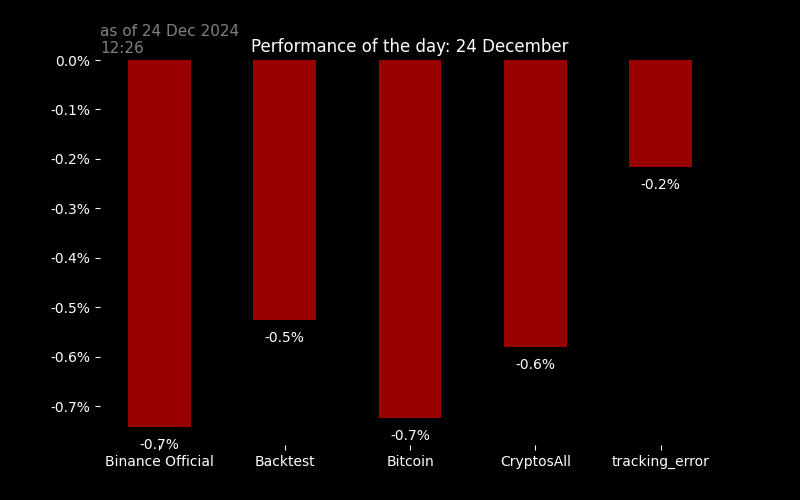 as of 24 Dec 2024
12:26
Performance of the day: 24 December
0.0%
-0.1%
-0.2%
-0.3%
-0.4%
-0.5%
-0.6%
-0.7%
-0.7%
-0.5%
-0.7%
-0.6%
-0.2%
Binance Official
Backtest
Bitcoin
CryptosAll
tracking_error